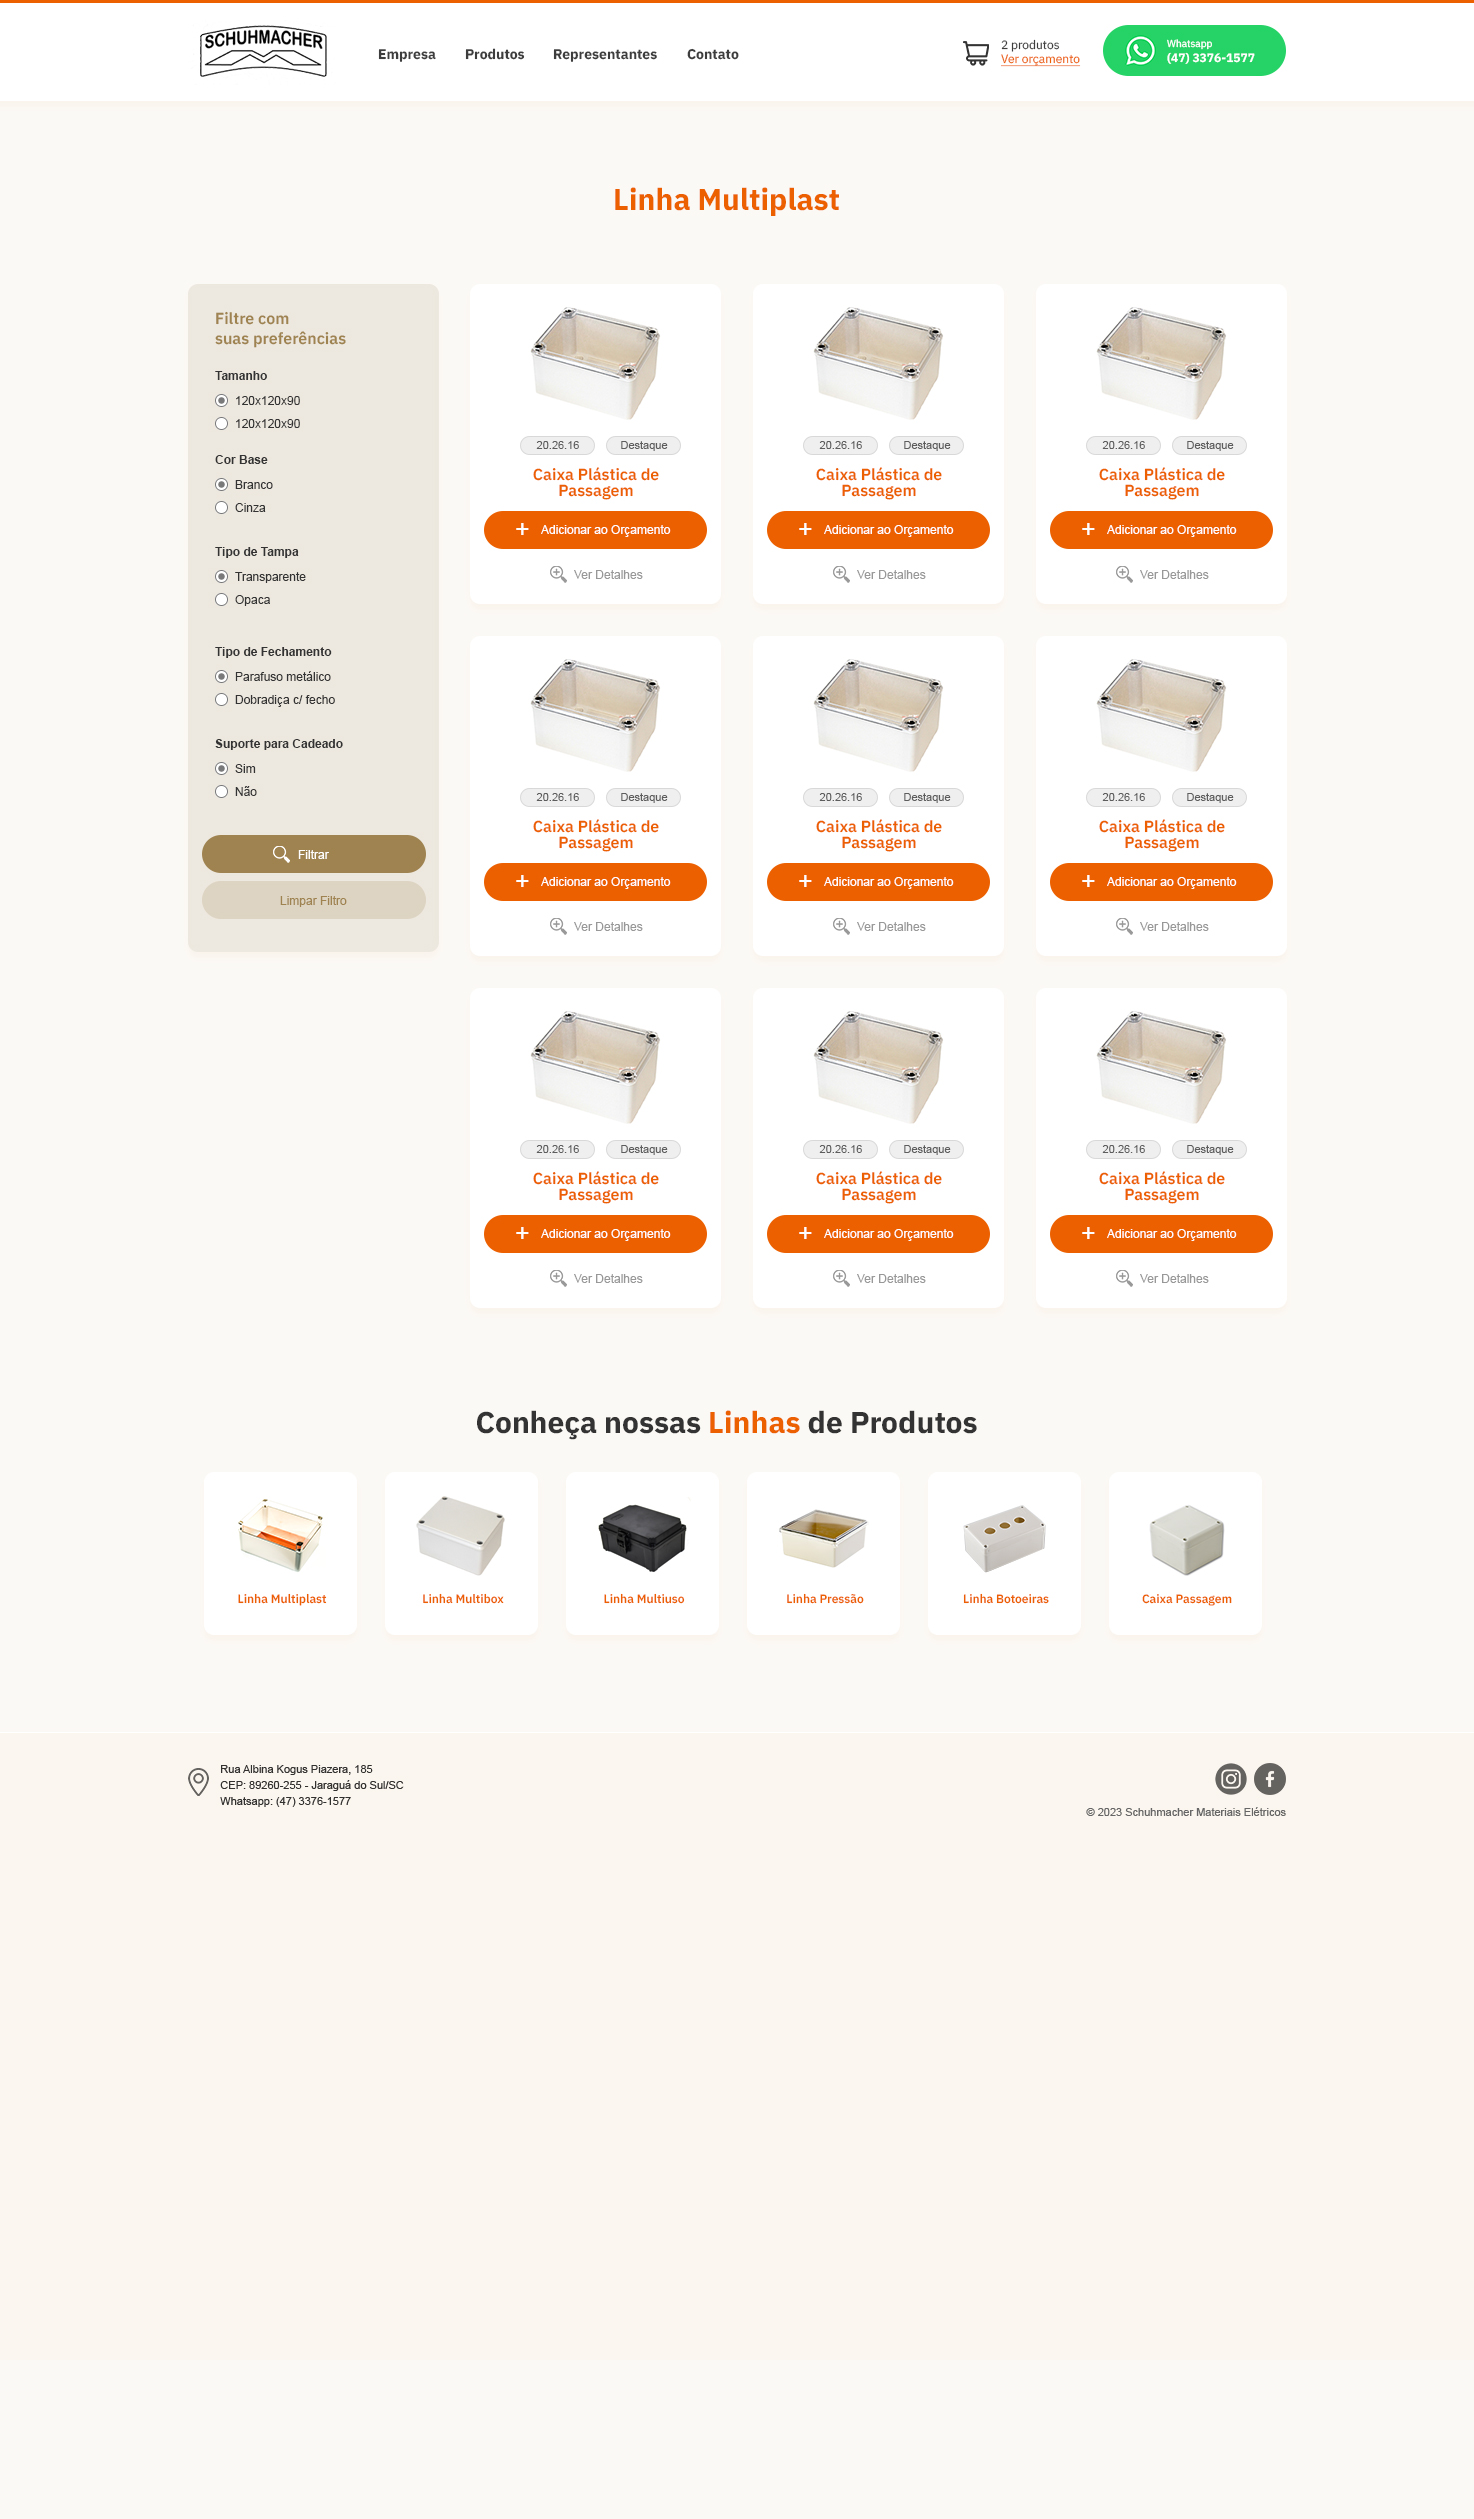 SCHUHMACHER
Empresa
Produtos
Representantes
Contato
2 produtos
Ver orçamento
Whatsapp
(47) 3376-1577
Linha Multiplast
Filtre com
suas preferências
Tamanho
120x120x90
120x120x90
Cor Base
Branco
Cinza
Tipo de Tampa
Transparente
Opaca
Tipo de Fechamento
Parafuso metálico
Dobradiça c/ fecho
Suporte para Cadeado
Sim
Não
Filtrar
Limpar Filtro
20.26.16
Destaque
Caixa Plástica de
Passagem
+ Adicionar ao Orçamento
Ver Detalhes
20.26.16
Destaque
Caixa Plástica de
Passagem
+ Adicionar ao Orçamento
Ver Detalhes
20.26.16
Destaque
Caixa Plástica de
Passagem
+ Adicionar ao Orçamento
Ver Detalhes
20.26.16
Destaque
Caixa Plástica de
Passagem
+ Adicionar ao Orçamento
Ver Detalhes
20.26.16
Destaque
Caixa Plástica de
Passagem
+ Adicionar ao Orçamento
Ver Detalhes
20.26.16
Destaque
Caixa Plástica de
Passagem
+ Adicionar ao Orçamento
Ver Detalhes
20.26.16
Destaque
Caixa Plástica de
Passagem
+ Adicionar ao Orçamento
Ver Detalhes
20.26.16
Destaque
Caixa Plástica de
Passagem
+ Adicionar ao Orçamento
Ver Detalhes
20.26.16
Destaque
Caixa Plástica de
Passagem
+ Adicionar ao Orçamento
Ver Detalhes
Conheça nossas Linhas de Produtos
Linha Multiplast
Linha Multibox
Linha Multiuso
Linha Pressão
Linha Botoeiras
Caixa Passagem
Rua Albina Kogus Piazera, 185
CEP: 89260-255 - Jaraguá do Sul/SC
Whatsapp: (47) 3376-1577
© 2023 Schuhmacher Materiais Elétricos